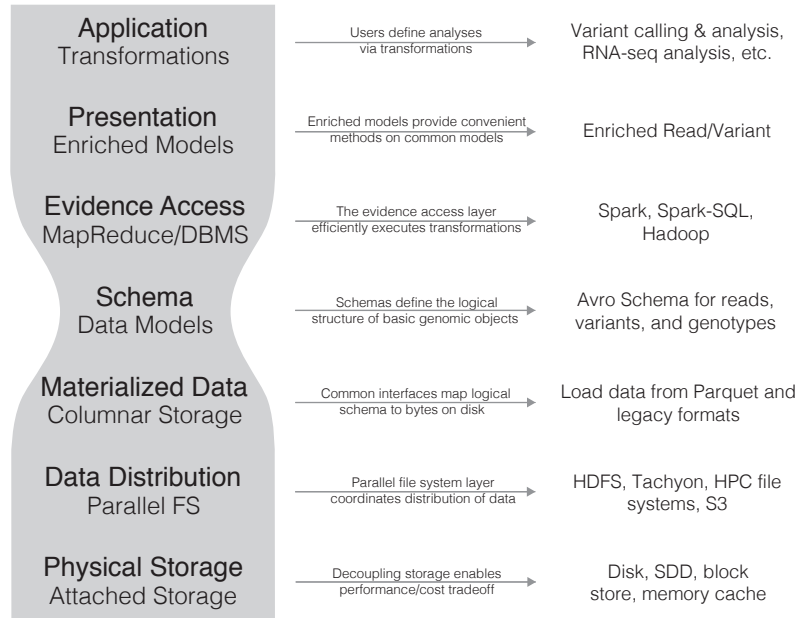 Application
Transformations
Users define analyses
via transformations
Variant calling & analysis,
RNA-seq analysis, etc.
Presentation
Enriched Models
Enriched models provide convenient
methods on common models
Enriched Read/Variant
Evidence Access
MapReduce/DBMS
The evidence access layer
efficiently executes transformations
Spark, Spark-SQL,
Hadoop
Schema
Data Models
Schemas define the logical
structure of basic genomic objects
Avro Schema for reads,
variants, and genotypes
Materialized Data
Columnar Storage
Common interfaces map logical
schema to bytes on disk
Load data from Parquet and
legacy formats
Data Distribution
Parallel FS
Parallel file system layer
coordinates distribution of data
HDFS, Tachyon, HPC file
systems, S3
Physical Storage
Attached Storage
Decoupling storage enables
performance/cost tradeoff
Disk, SDD, block
store, memory cache